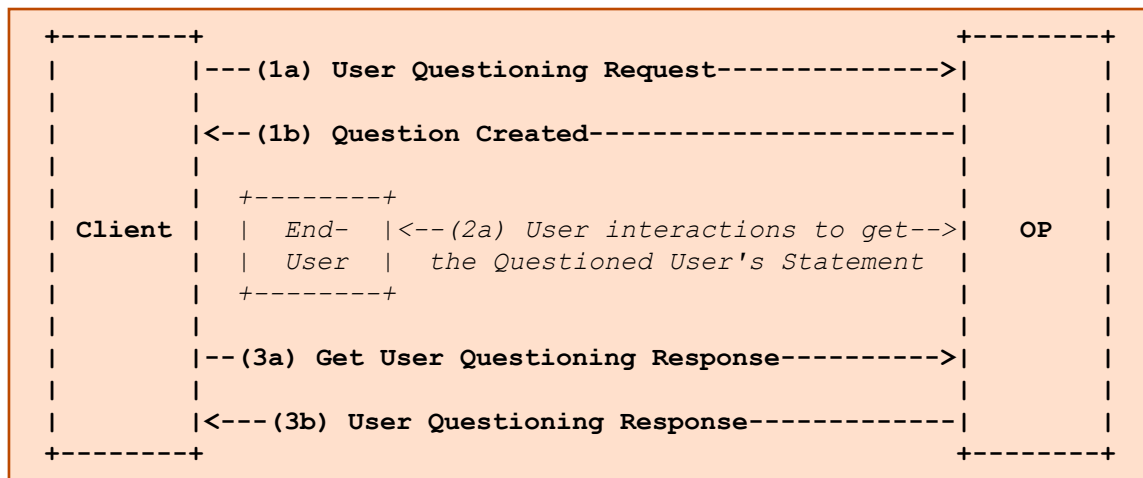 +--------+                                               +--------+
|        |---(1a) User Questioning Request-------------->|        |
|        |                                               |        |
|        |<--(1b) Question Created-----------------------|        |
|        |                                               |        |
|        |  +--------+                                   |        |
| Client |  |  End-  |<--(2a) User interactions to get-->|   OP   |
|        |  |  User  |  the Questioned User's Statement  |        |
|        |  +--------+                                   |        |
|        |                                               |        |
|        |--(3a) Get User Questioning Response---------->|        |
|        |                                               |        |
|        |<---(3b) User Questioning Response-------------|        |
+--------+                                               +--------+